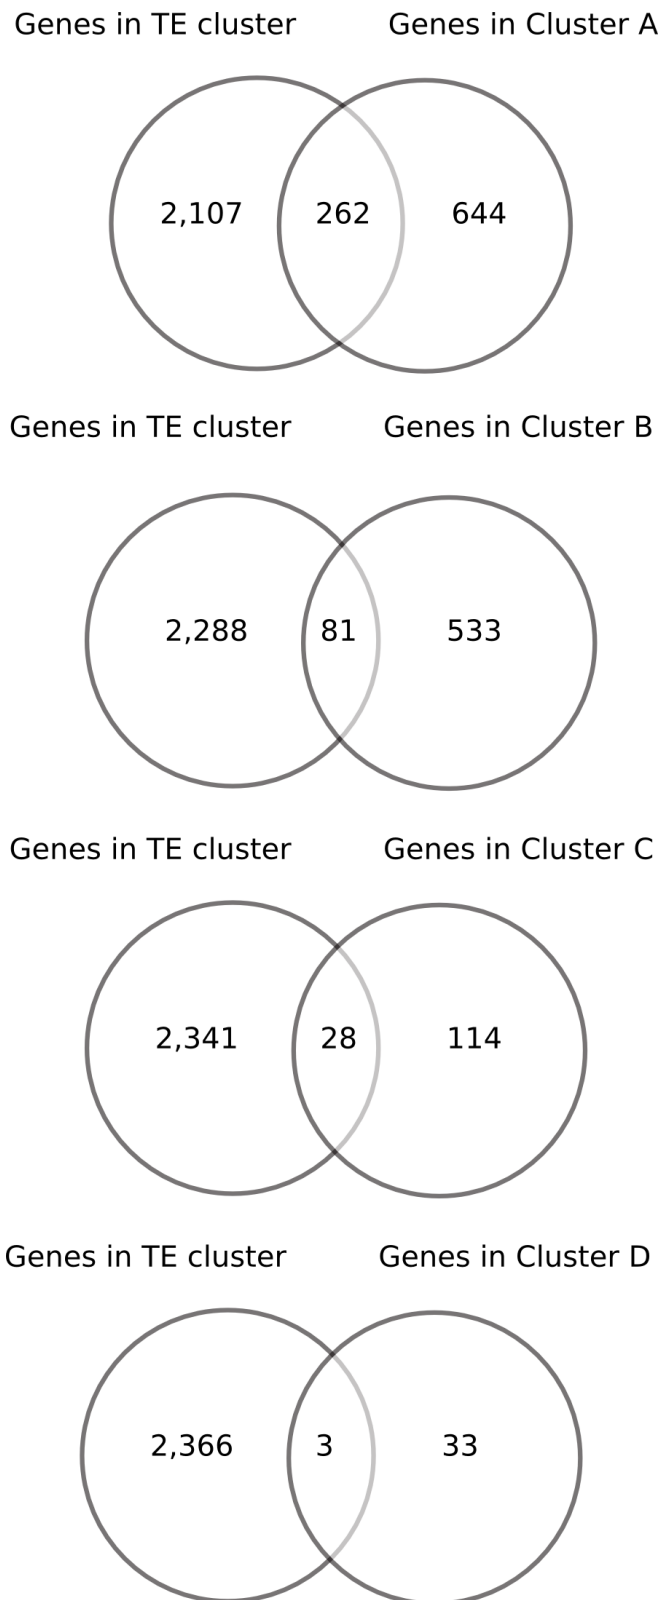 Genes in TE cluster Genes in Cluster A
2,107 262 644
Genes in TE cluster Genes in Cluster B
2,288 81 533
Genes in TE cluster Genes in Cluster C
2,341 28 114
Genes in TE cluster Genes in Cluster D
2,366 3 33